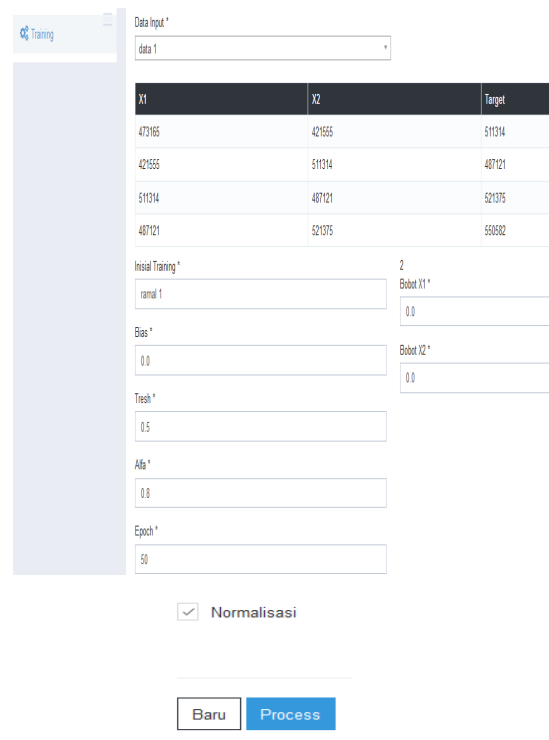 Training
Data Input *
data 1
X1 X2 Target
473165 421555 511314
421555 511314 487121
511314 487121 521375
487121 521375 550582
Inisial Training *
ramal 1
2
Bobot X1 *
0.0
Bias *
0.0
Bobot X2 *
0.0
Tresh *
0.5
Alfa *
0.8
Epoch *
50
Normalisasi
Baru Process